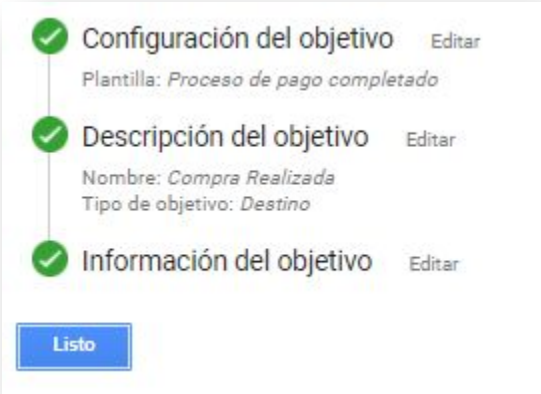 Configuración del objetivo Editar
Plantilla: Proceso de pago completado
Descripción del objetivo Editar
Nombre: Compra Realizada
Tipo de objetivo: Destino
Información del objetivo Editar
Listo